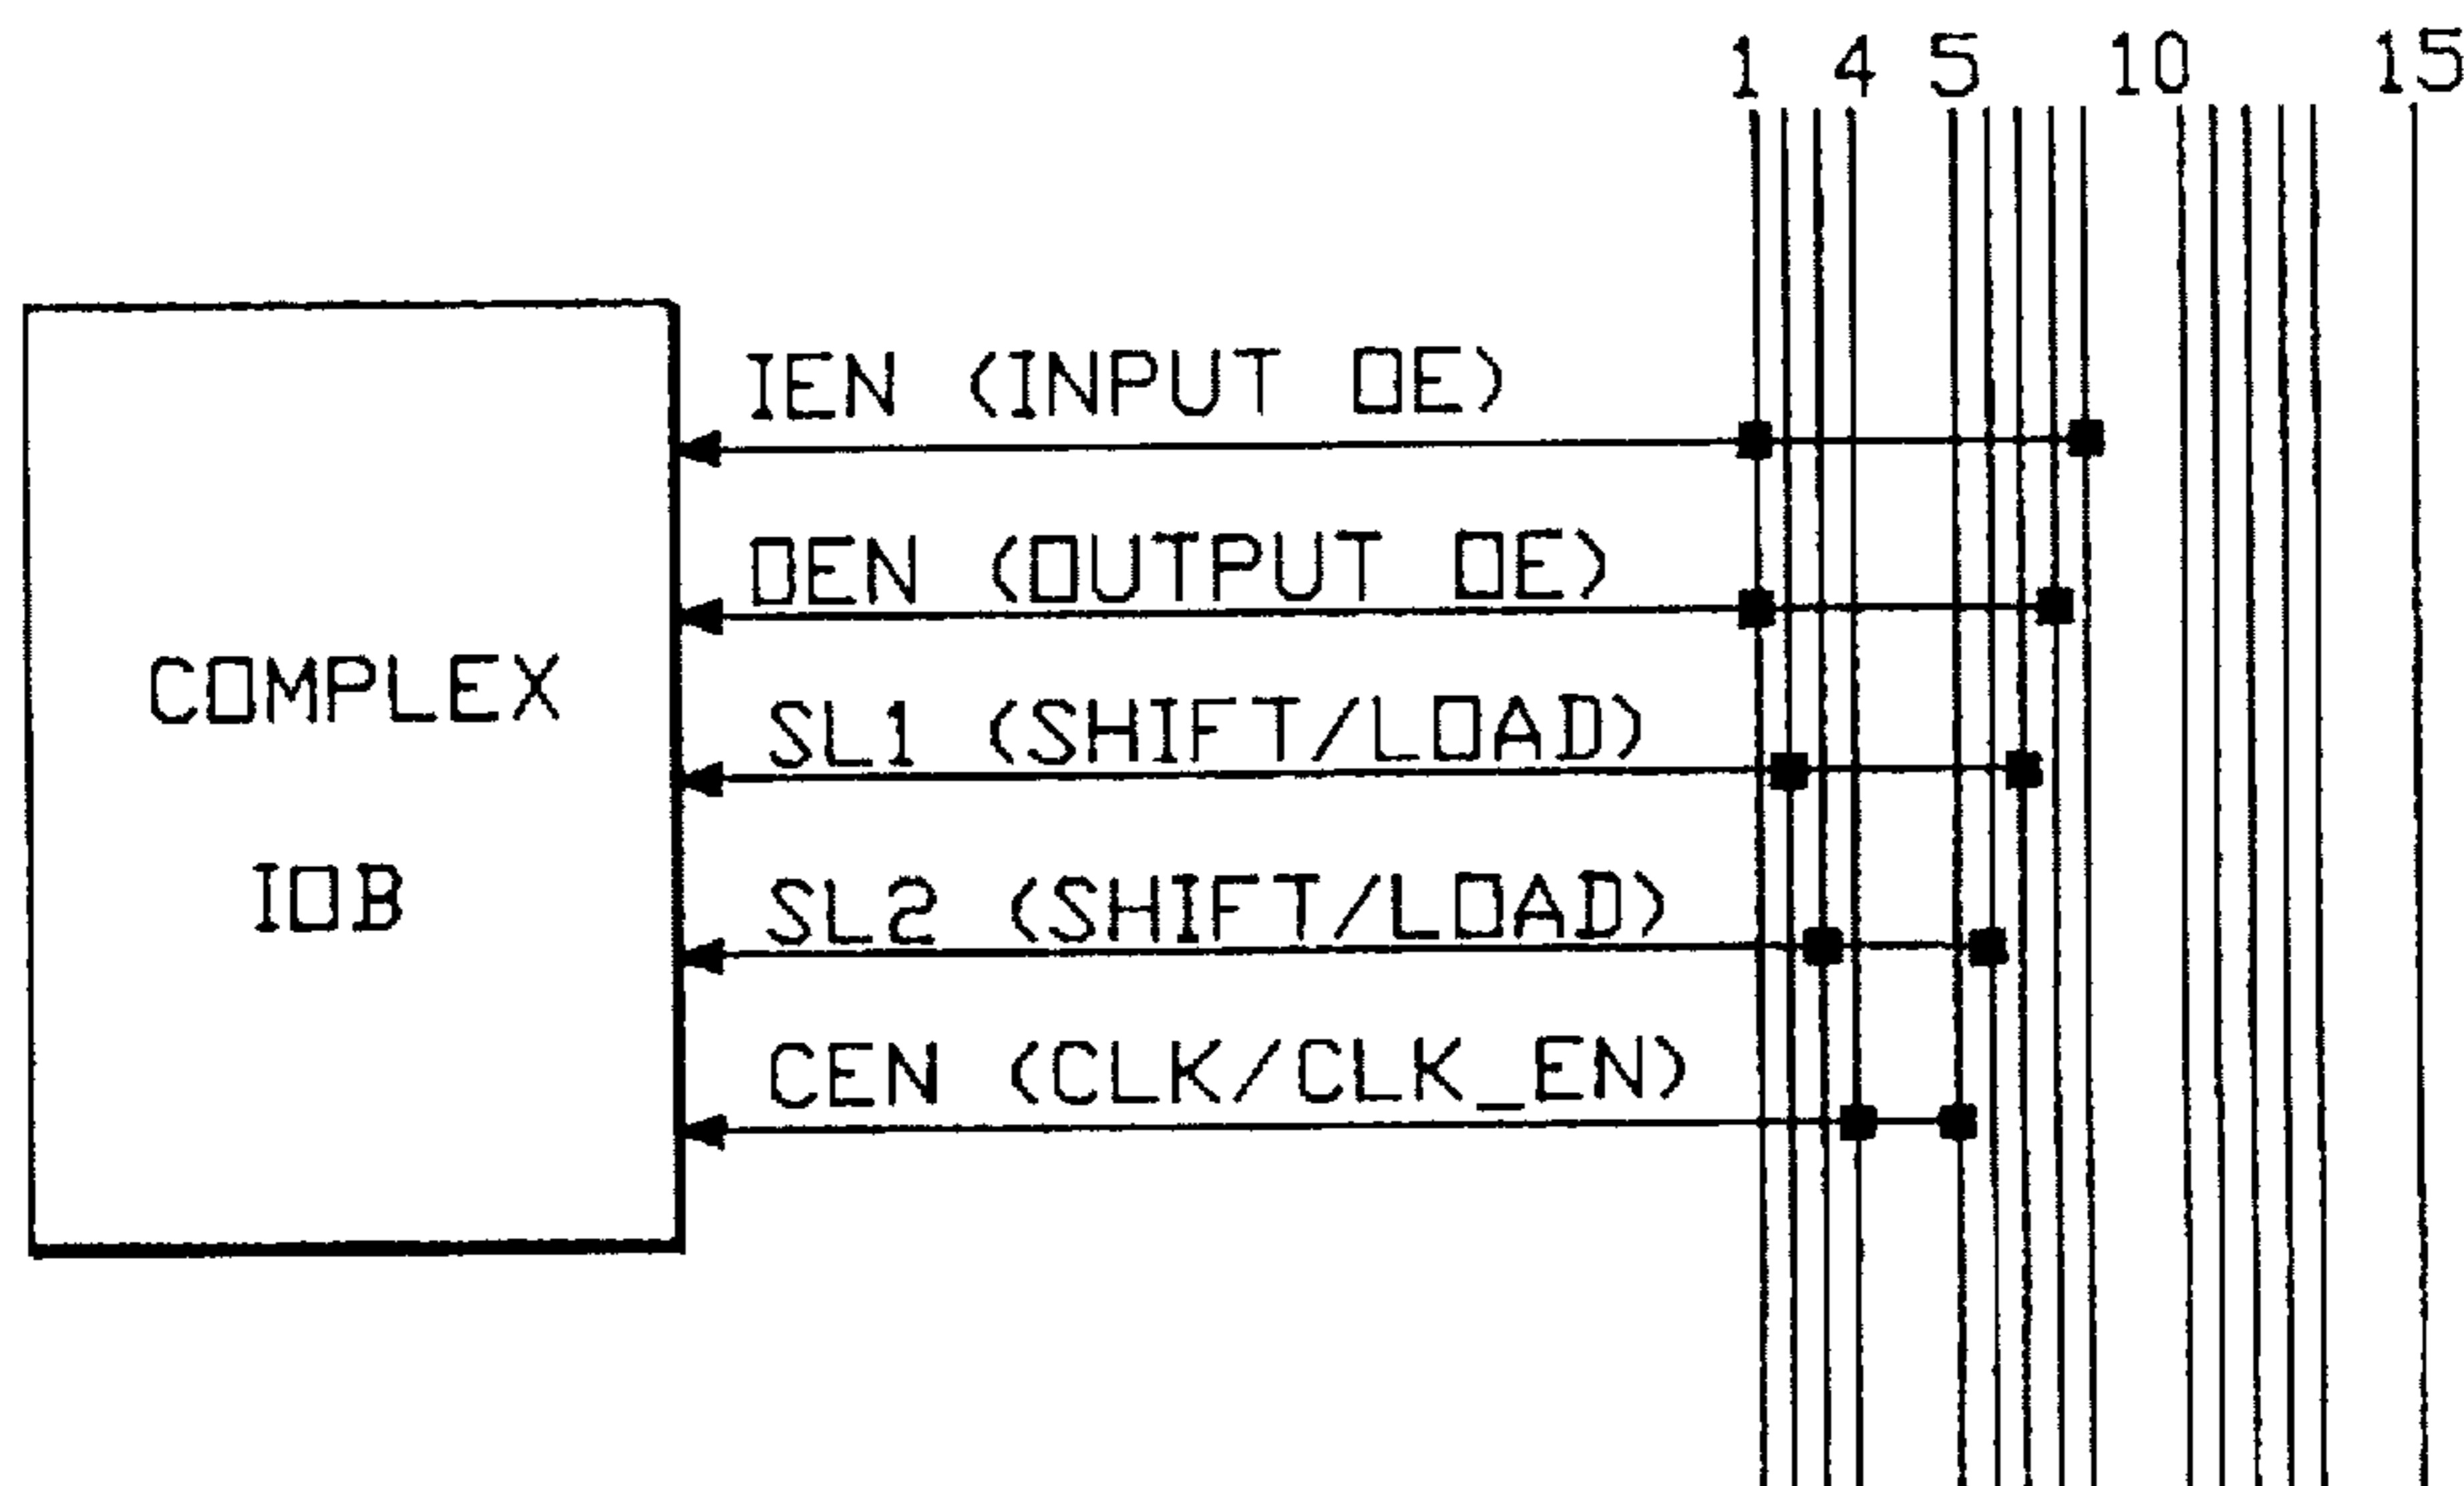 1 4 5 10 15
IEN (INPUT OE)
OEN (OUTPUT OE)
COMPLEX
SL1 (SHIFT/LOAD)
IOB
SL2 (SHIFT/LOAD)
CEN (CLK/CLK_EN)